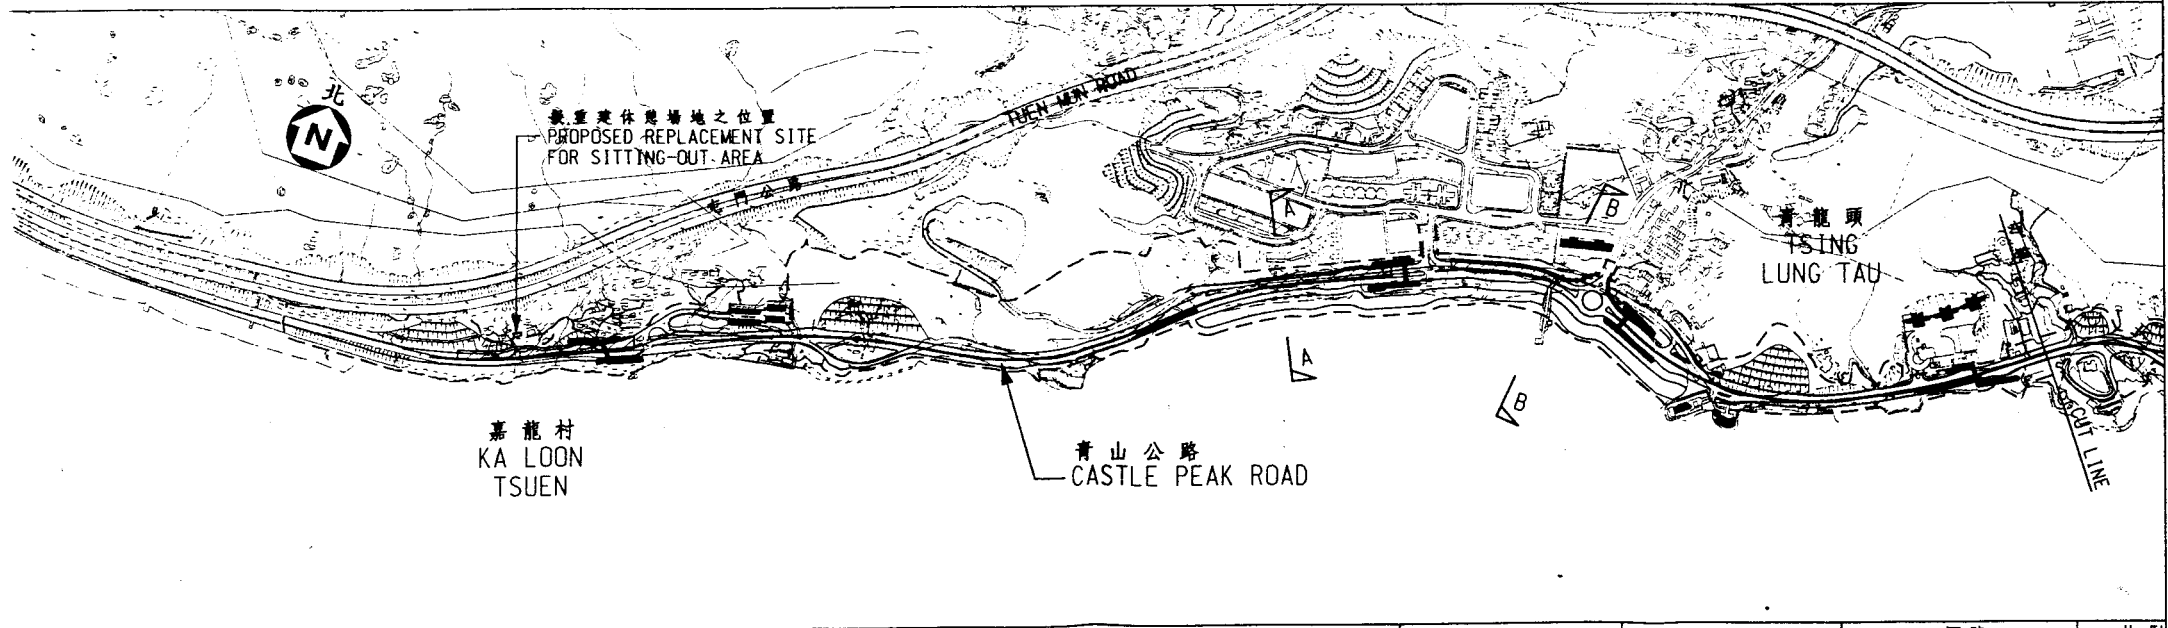 北
N
擬重建休憩場地之位置
PROPOSED REPLACEMENT SITE
FOR SITTING-OUT AREA
TUEN MUN ROAD
屯門公路
A
B
青龍頭
TSING
LUNG TAU
A
B
嘉龍村
KA LOON
TSUEN
青山公路
CASTLE PEAK ROAD
CUT LINE